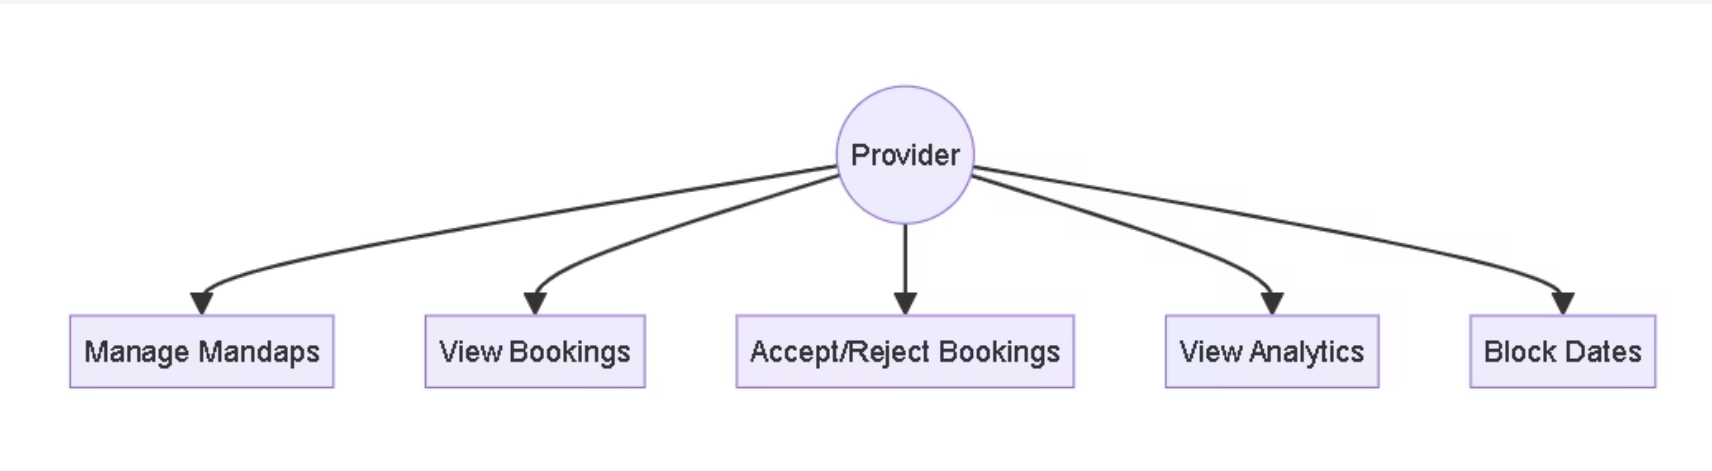 Provider
Manage Mandaps
View Bookings
Accept/Reject Bookings
View Analytics
Block Dates